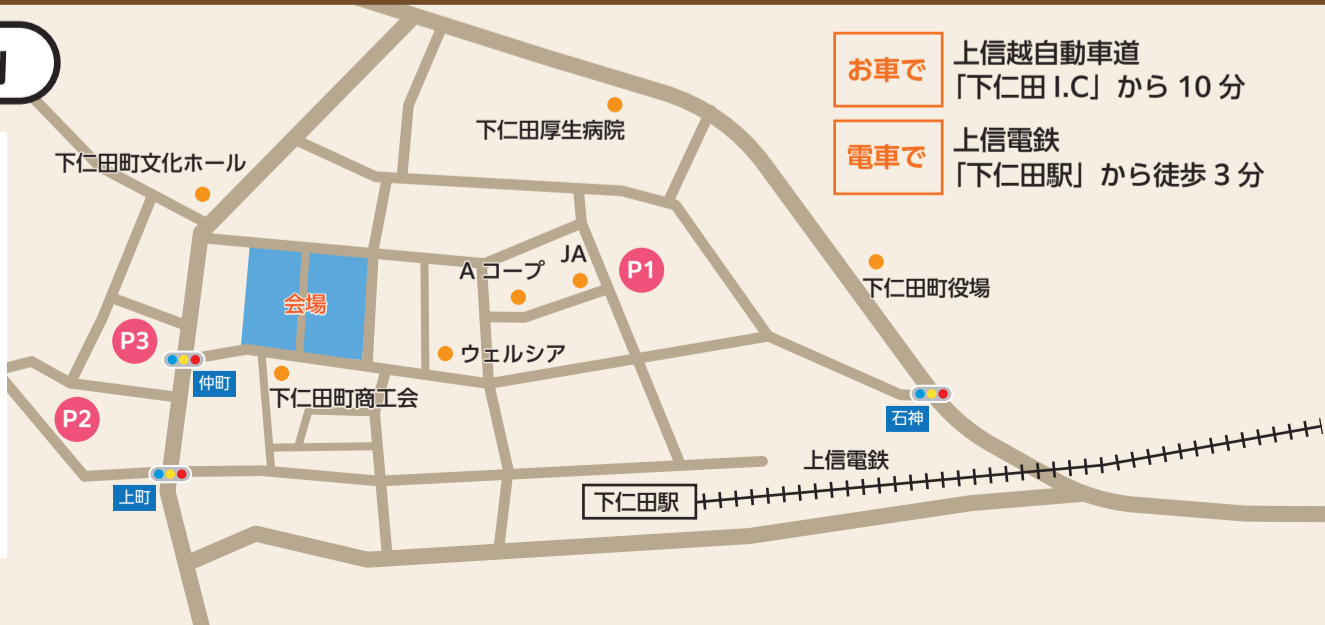 お車で
上信越自動車道
「下仁田 I.C」から 10 分
電車で
上信電鉄
「下仁田駅」から徒歩 3 分
下仁田厚生病院
下仁田町文化ホール
JA
A コープ
P1
会場
下仁田町役場
P3
ウェルシア
仲町
下仁田町商工会
P2
石神
上信電鉄
上町
下仁田駅